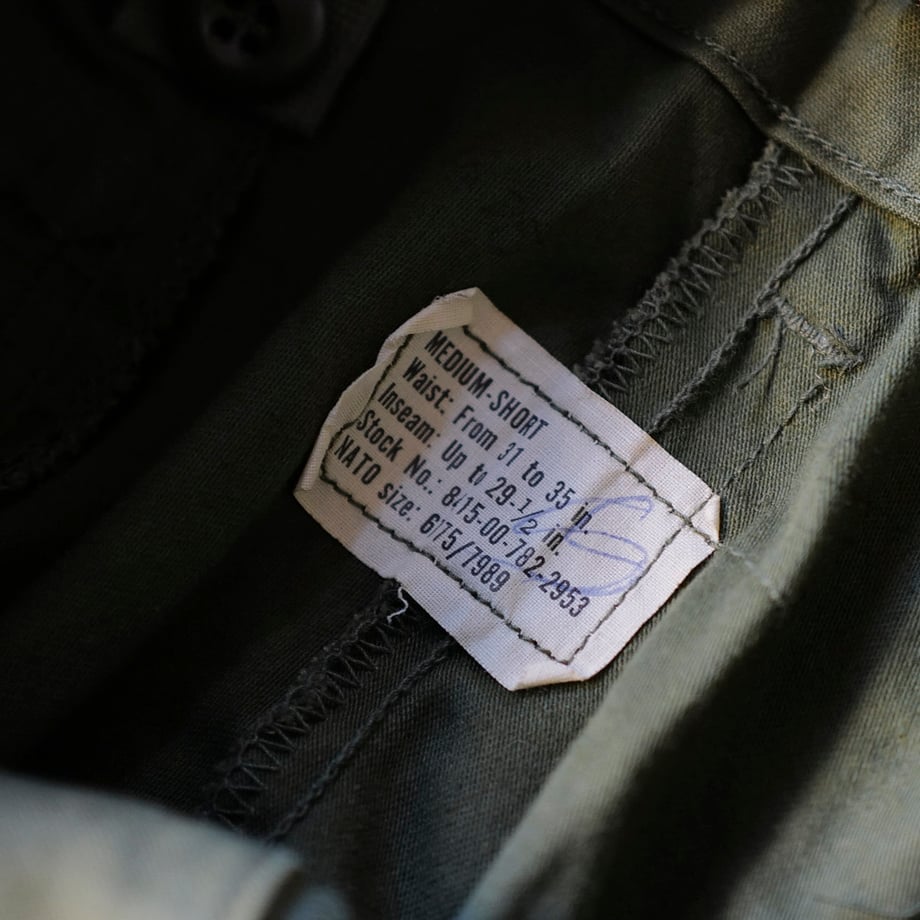 MEDIUM-SHORT
Waist: From 31 to 35 in.
Inseam: Up to 29-1/2 in.
Stock No.: 8415-00-782-2953
NATO size: 6775/7989